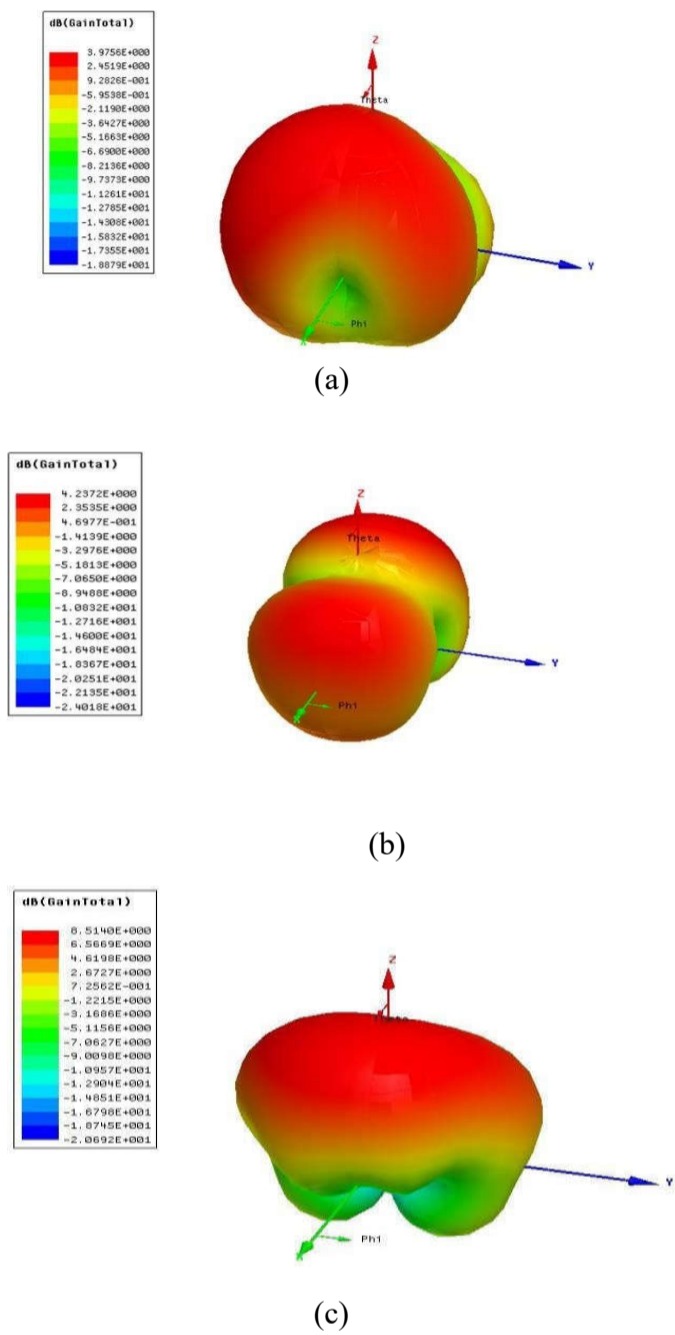 dB(GainTotal)
3.9756E+000
2.4519E+000
9.2826E-001
-5.9538E-001
-2.1190E+000
-3.6427E+000
-5.1663E+000
-6.6900E+000
-8.2136E+000
-9.7373E+000
-1.1261E+001
-1.2785E+001
-1.4308E+001
-1.5832E+001
-1.7355E+001
-1.8879E+001
Z
Theta
Y
Phi
X
(a)
dB(GainTotal)
4.2372E+000
2.3535E+000
4.6977E-001
-1.4139E+000
-3.2976E+000
-5.1813E+000
-7.0650E+000
-8.9488E+000
-1.0832E+001
-1.2716E+001
-1.4600E+001
-1.6484E+001
-1.8367E+001
-2.0251E+001
-2.2135E+001
-2.4018E+001
Z
Theta
Y
Phi
X
(b)
dB(GainTotal)
8.5140E+000
6.5669E+000
4.6198E+000
2.6727E+000
7.2562E-001
-1.2215E+000
-3.1686E+000
-5.1156E+000
-7.0627E+000
-9.0098E+000
-1.0957E+001
-1.2904E+001
-1.4851E+001
-1.6798E+001
-1.8745E+001
-2.0692E+001
Z
Theta
Y
Phi
X
(c)